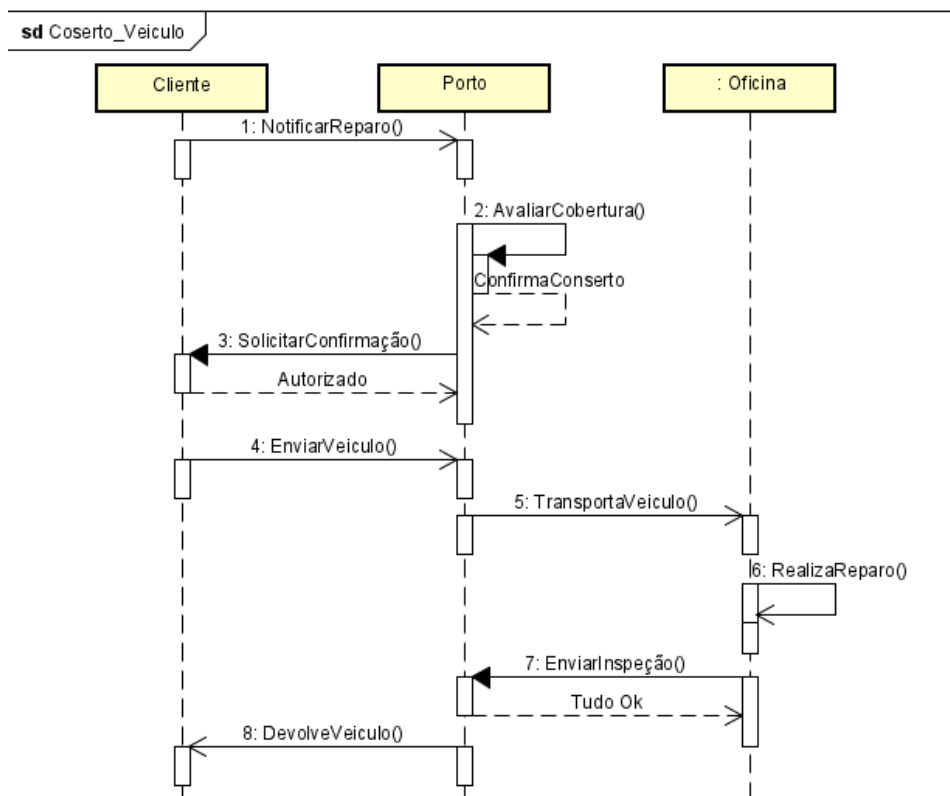 sd Coserto_Veiculo
Cliente
Porto
: Oficina
1: NotificarReparo()
2: AvaliarCobertura()
ConfirmaConserto
3: SolicitarConfirmação()
Autorizado
4: EnviarVeiculo()
5: TransportaVeiculo()
6: RealizaReparo()
7: EnviarInspeção()
Tudo Ok
8: DevolveVeiculo()